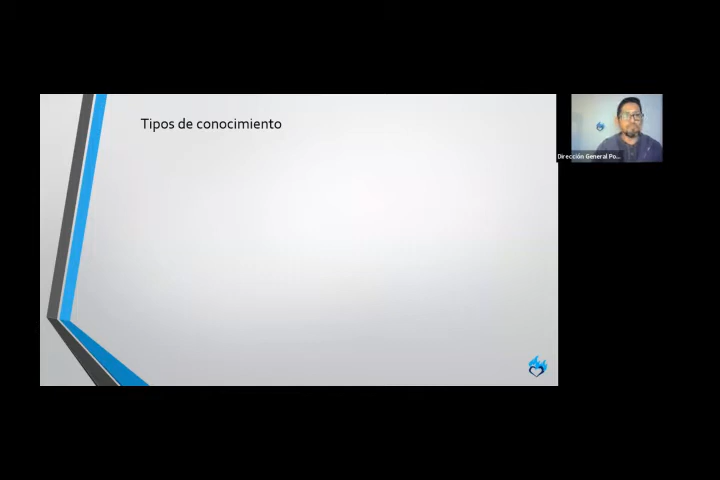 Tipos de conocimiento
Dirección General Po...